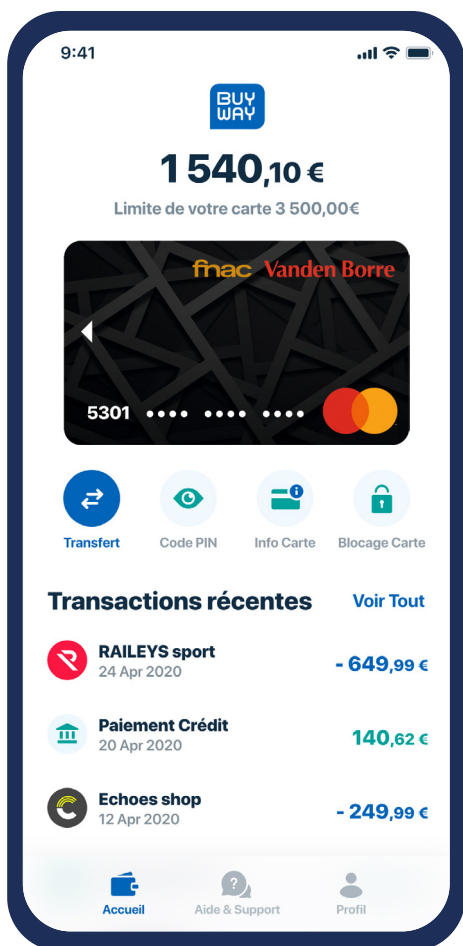 9:41
BUY
WAY
1 540,10 €
Limite de votre carte 3 500,00€
fnac Vanden Borre
5301 •••• •••• ••••
Transfert Code PIN Info Carte Blocage Carte
Transactions récentes Voir Tout
RAILEYS sport
24 Apr 2020
- 649,99 €
Paiement Crédit
20 Apr 2020
140,62 €
Echoes shop
12 Apr 2020
- 249,99 €
Accueil Aide & Support Profil